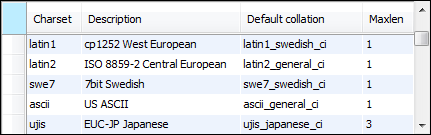 Charset Description Default collation Maxlen
latin1 cp1252 West European latin1_swedish_ci 1
latin2 ISO 8859-2 Central European latin2_general_ci 1
swe7 7bit Swedish swe7_swedish_ci 1
ascii US ASCII ascii_general_ci 1
ujis EUC-JP Japanese ujis_japanese_ci 3